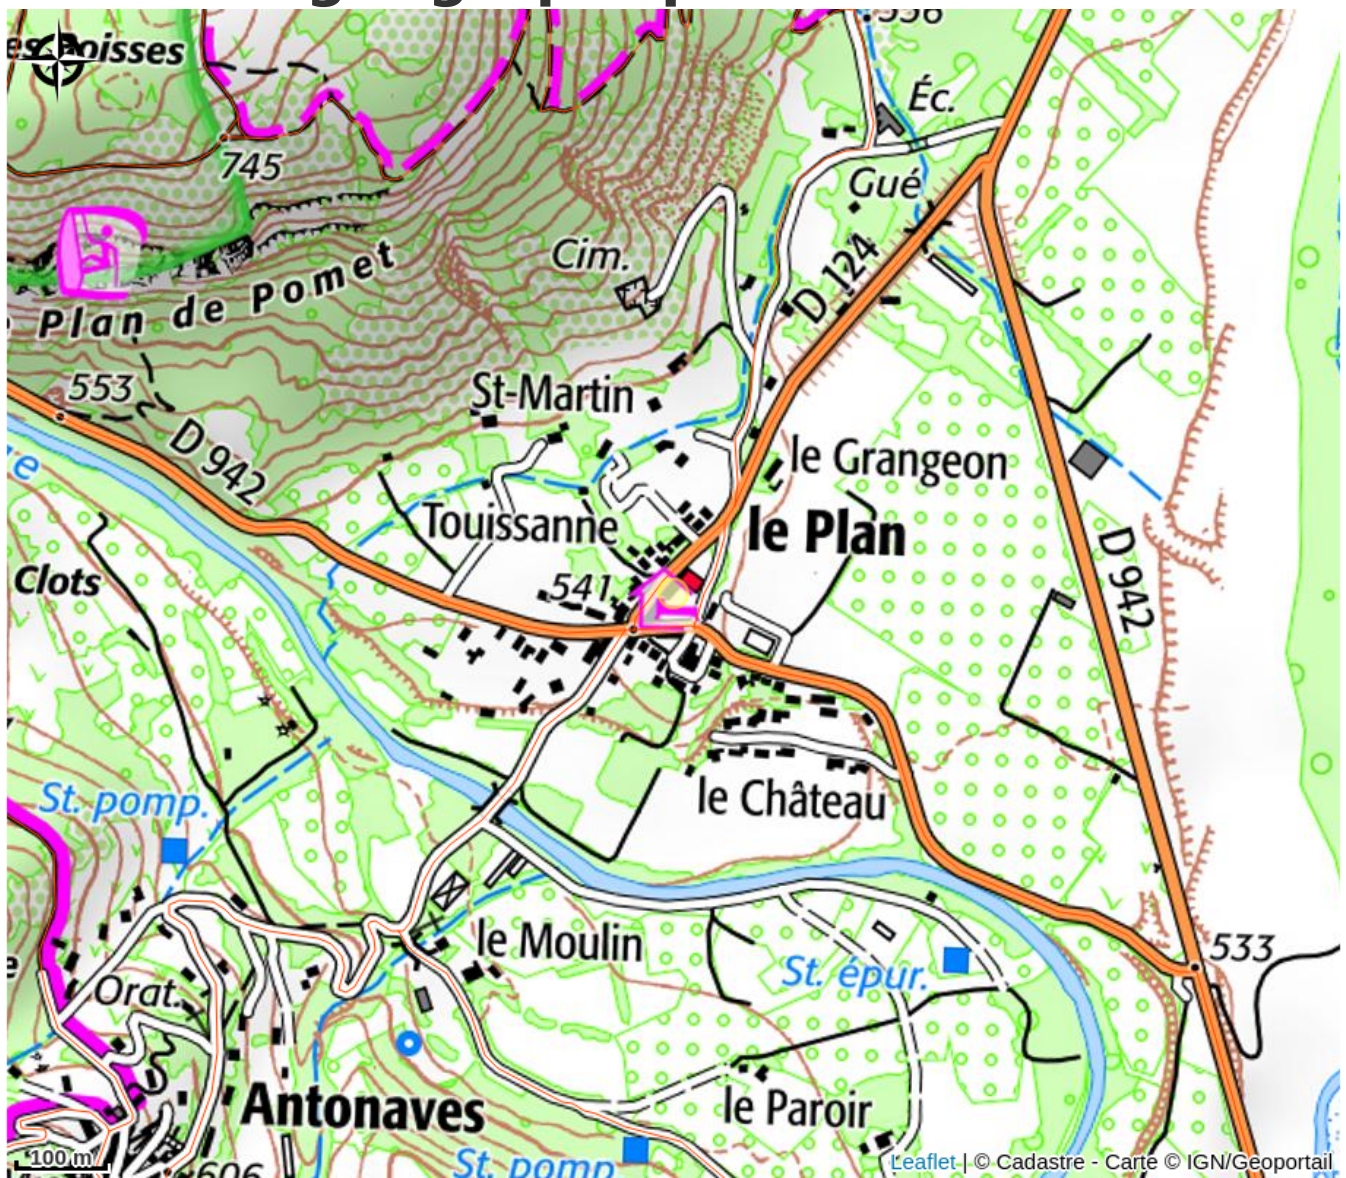 Éc.
745
Gué
Cim.
D 124
Plan de Pomet
553
St-Martin
D 942
le Grangeon
Touissanne
le Plan
D 942
541
Clots
St. pomp.
le Château
le Moulin
533
St. épur.
Orat.
Antonaves
le Paroir
100 m
606
St. pomp
Leaflet | © Cadastre - Carte © IGN/Geoportail